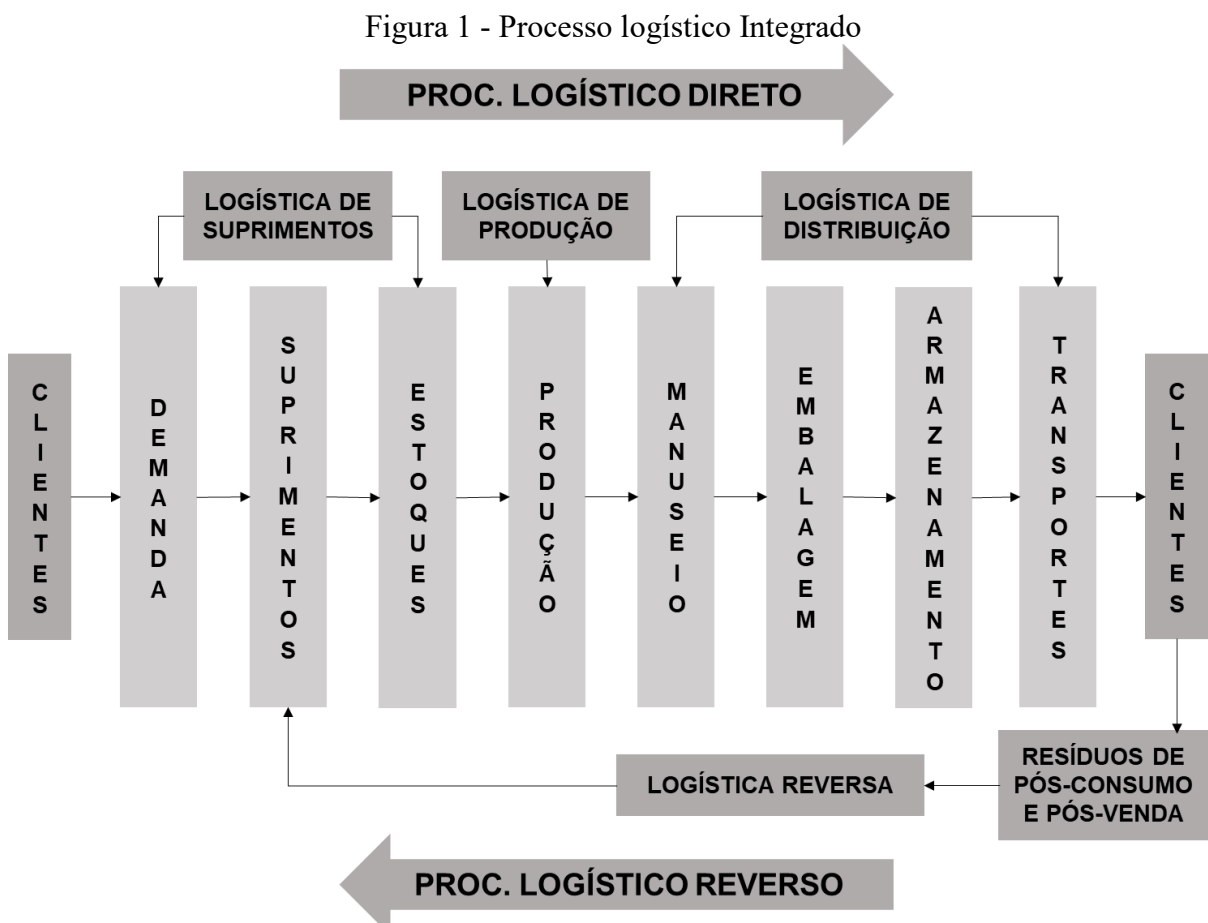 Figura 1 - Processo logístico Integrado
PROC. LOGÍSTICO DIRETO
LOGÍSTICA DE
SUPRIMENTOS
LOGÍSTICA DE
PRODUÇÃO
LOGÍSTICA DE
DISTRIBUIÇÃO
CLIENTES
DEMANDA
SUPRIMENTOS
ESTOQUES
PRODUÇÃO
MANUSEIO
EMBALAGEM
ARMAZENAMENTO
TRANSPORTES
CLIENTES
RESÍDUOS DE
PÓS-CONSUMO
E PÓS-VENDA
LOGÍSTICA REVERSA
PROC. LOGÍSTICO REVERSO